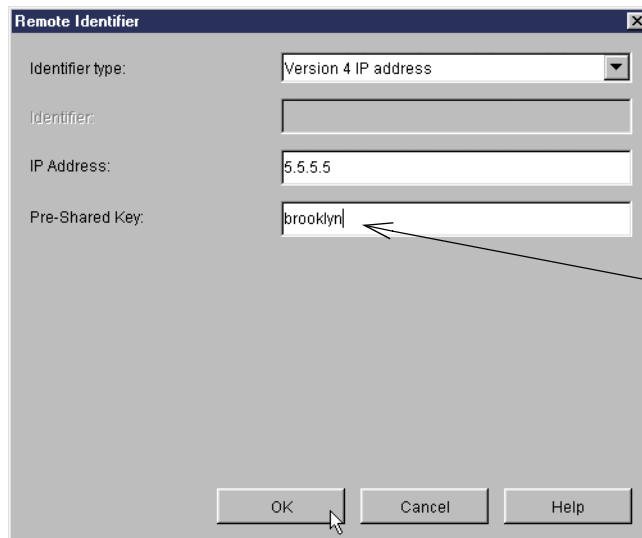 Remote Identifier
Identifier type:
Version 4 IP address
Identifier:
IP Address:
5.5.5.5
Pre-Shared Key:
brooklyn
OK
Cancel
Help